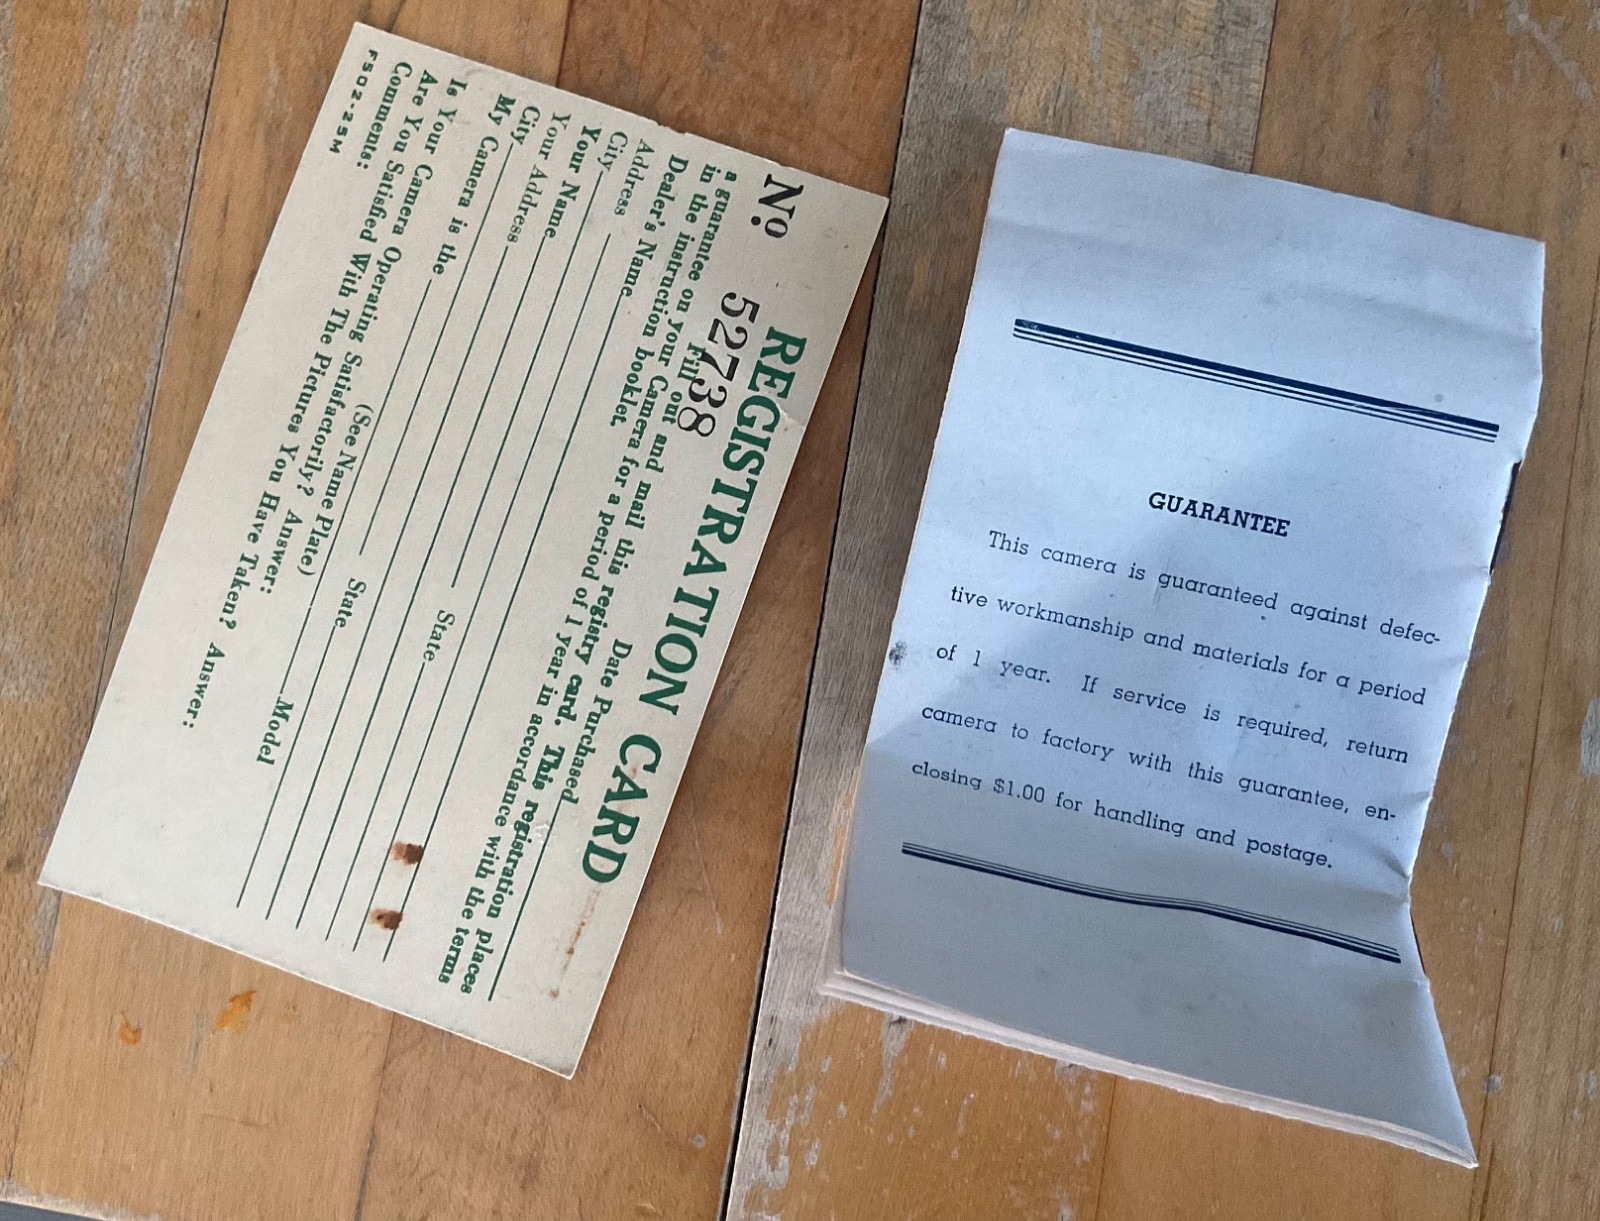 No 52738
REGISTRATION CARD
Date Purchased
Fill out and mail this registry card. This registration places
a guarantee on your Camera for a period of 1 year in accordance with the terms
in the instruction booklet.
Dealer's Name
Address
City State
Your Name
Your Address
City State
My Camera is the Model
(See Name Plate)
Is Your Camera Operating Satisfactorily? Answer:
Are You Satisfied With The Pictures You Have Taken? Answer:
Comments:
FS02-25M
GUARANTEE
This camera is guaranteed against defec-
tive workmanship and materials for a period
of 1 year. If service is required, return
camera to factory with this guarantee, en-
closing $1.00 for handling and postage.